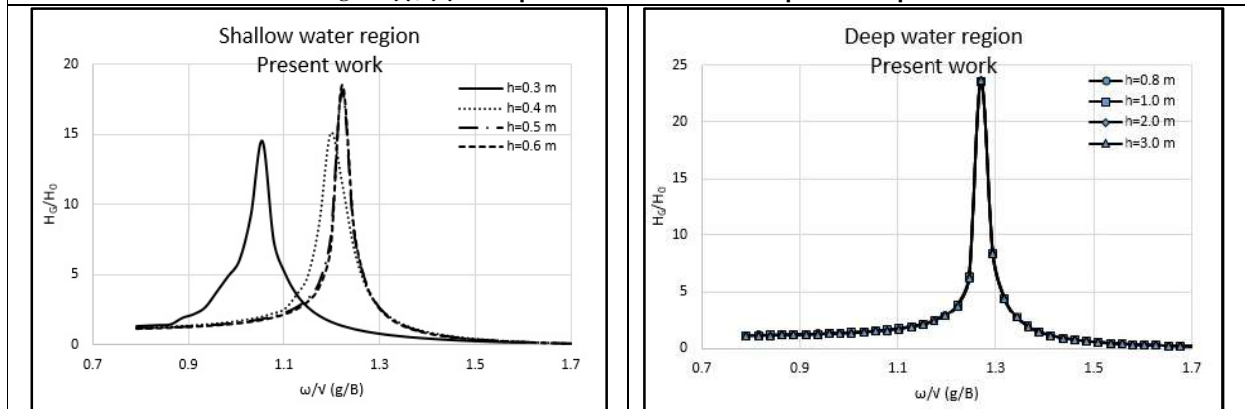 Shallow water region
Present work
20
15
10
5
0
0.7 0.9 1.1 1.3 1.5 1.7
H_G/H_0
ω/√ (g/B)
h=0.3 m
h=0.4 m
h=0.5 m
h=0.6 m
Deep water region
Present work
25
20
15
10
5
0
0.7 0.9 1.1 1.3 1.5 1.7
H_G/H_0
ω/√ (g/B)
h=0.8 m
h=1.0 m
h=2.0 m
h=3.0 m